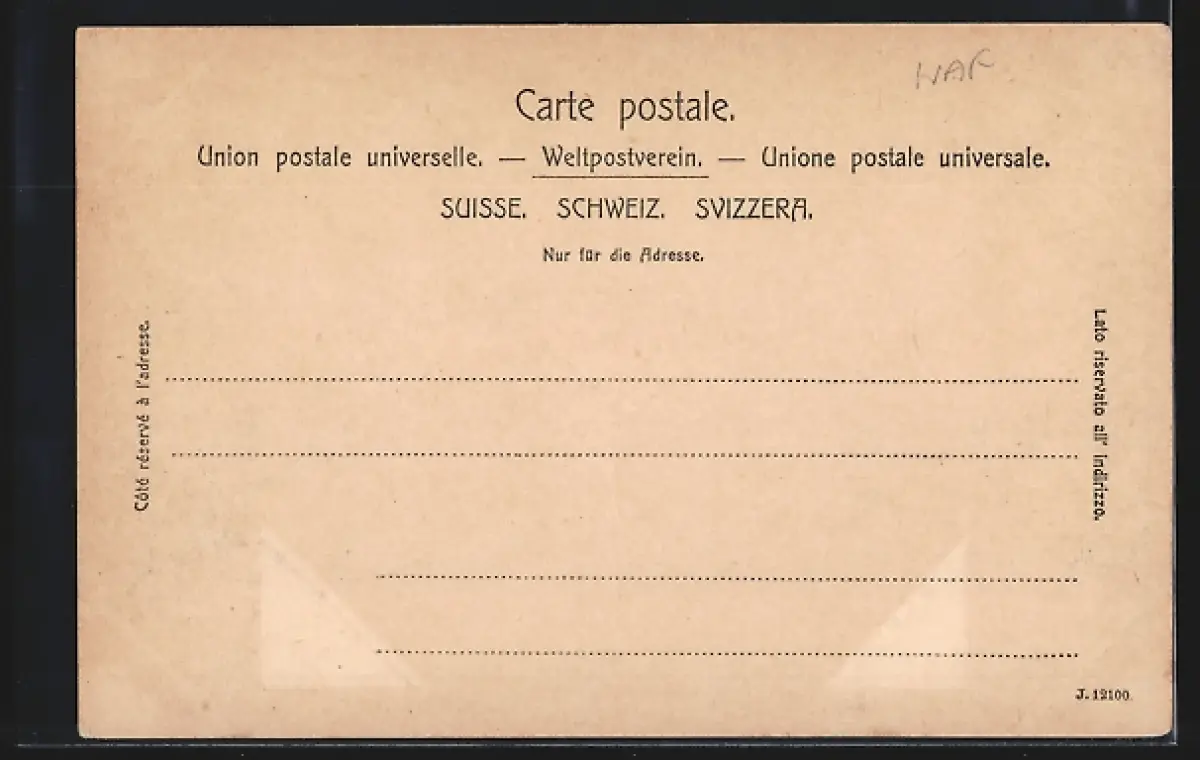 WAF
Carte postale.
Union postale universelle. — Weltpostverein. — Unione postale universale.
SUISSE. SCHWEIZ. SVIZZERA.
Nur für die Adresse.
Côté réservé à l'adresse.
Lato riservato all' indirizzo.
J. 12100.